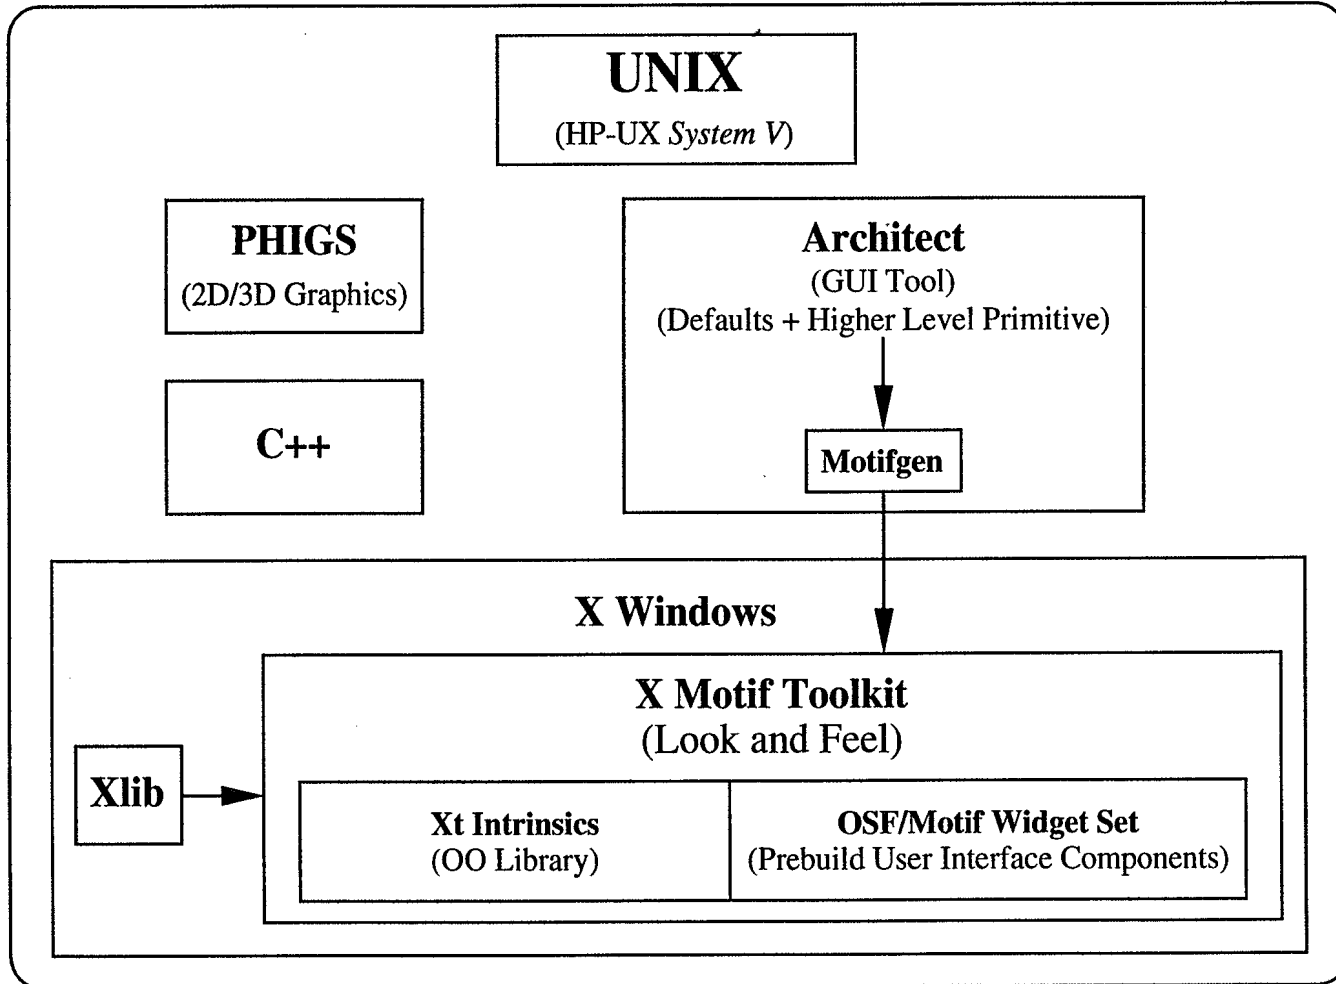 UNIX
(HP-UX System V)
PHIGS
(2D/3D Graphics)
Architect
(GUI Tool)
(Defaults + Higher Level Primitive)
C++
Motifgen
X Windows
X Motif Toolkit
(Look and Feel)
Xlib
Xt Intrinsics
(OO Library)
OSF/Motif Widget Set
(Prebuild User Interface Components)